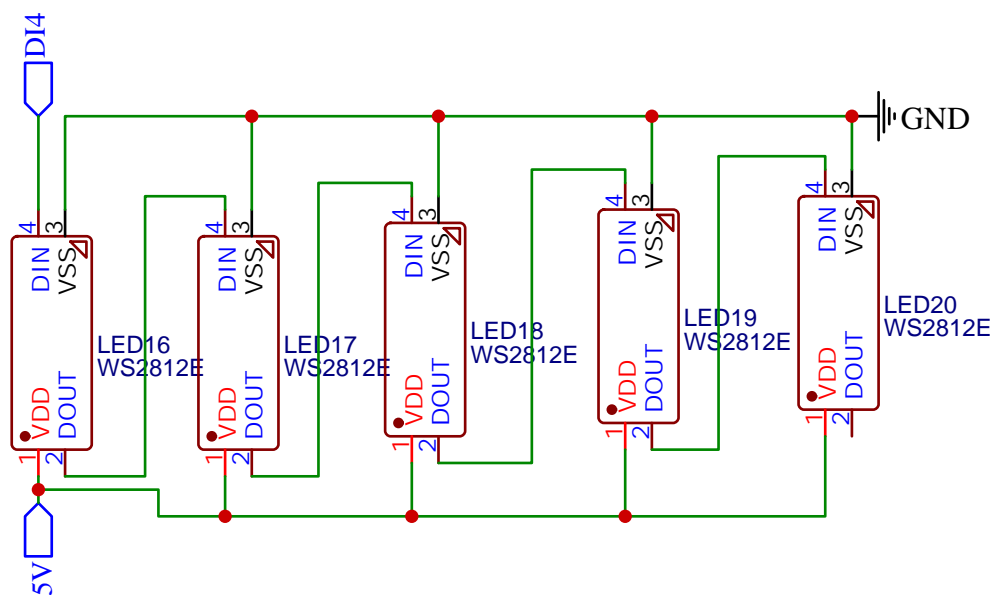 DI4
GND
4
3
DIN
VSS
VDD
DOUT
1
2
LED16
WS2812E
4
3
DIN
VSS
VDD
DOUT
1
2
LED17
WS2812E
4
3
DIN
VSS
VDD
DOUT
1
2
LED18
WS2812E
4
3
DIN
VSS
VDD
DOUT
1
2
LED19
WS2812E
4
3
DIN
VSS
VDD
DOUT
1
2
LED20
WS2812E
5V